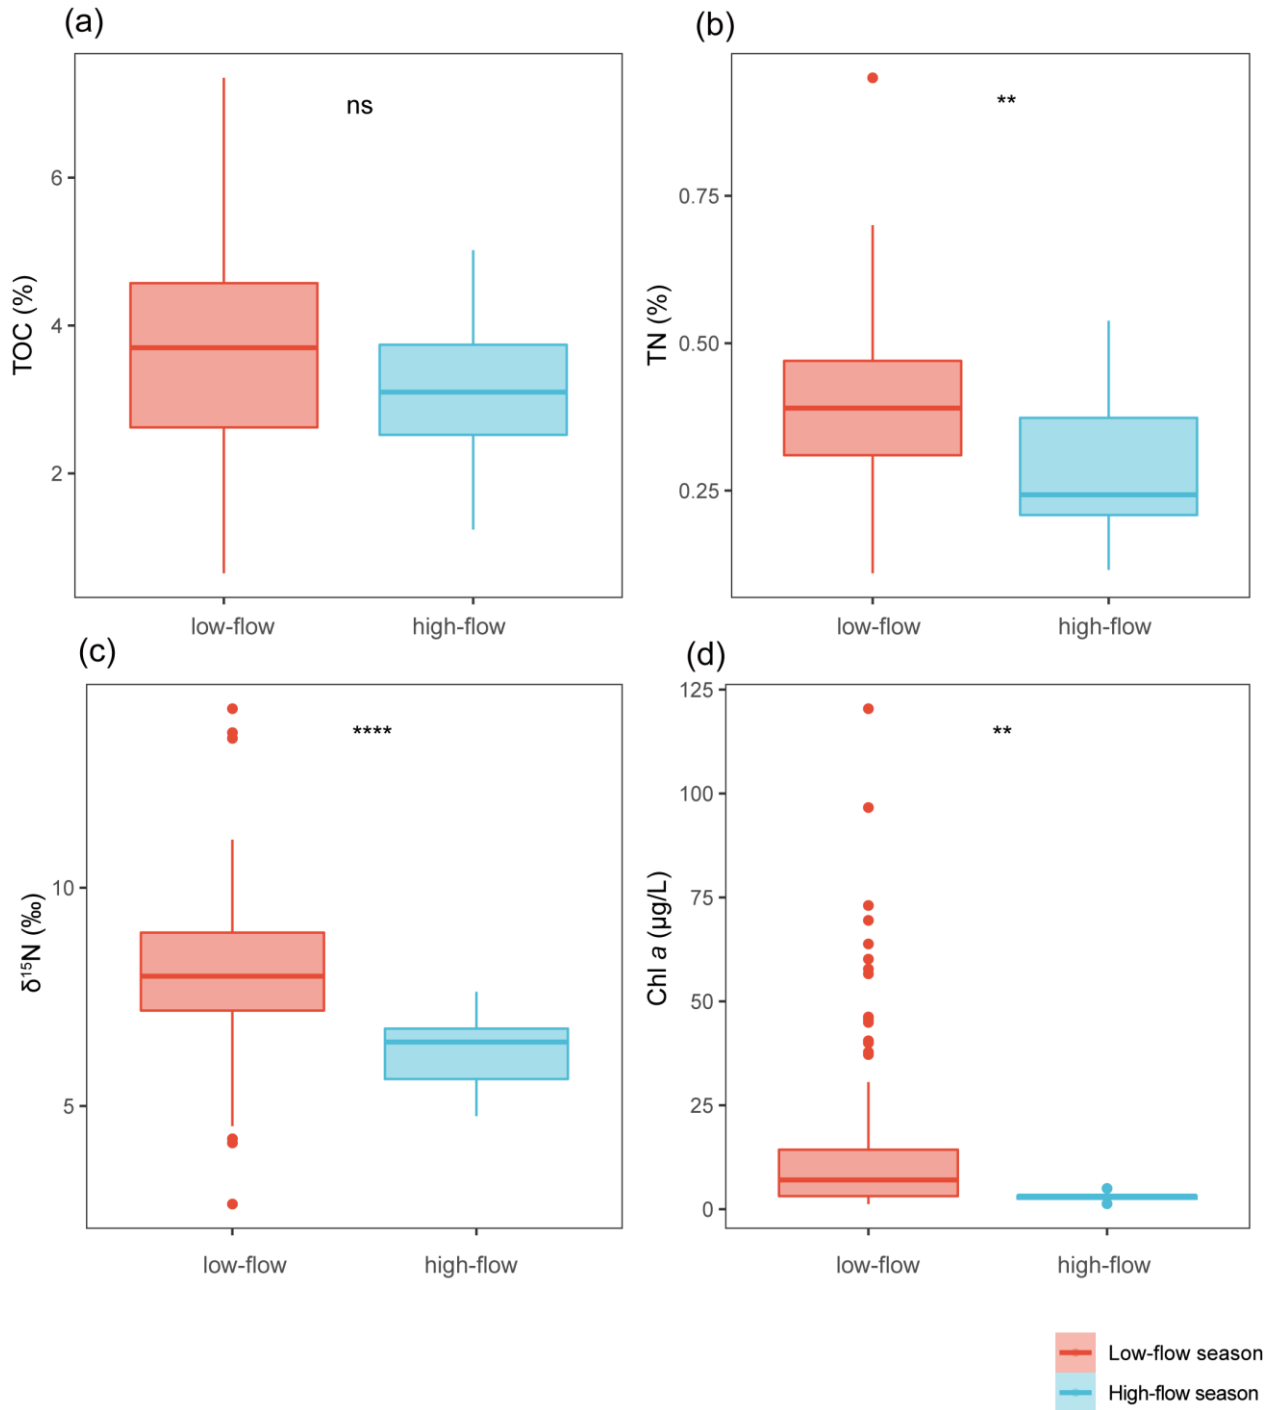 (a)
ns
TOC (%)
6
4
2
low-flow high-flow
(b)
**
TN (%)
0.75
0.50
0.25
low-flow high-flow
(c)
****
δ¹⁵N (‰)
10
5
low-flow high-flow
(d)
**
Chl a (μg/L)
125
100
75
50
25
0
low-flow high-flow
Low-flow season
High-flow season